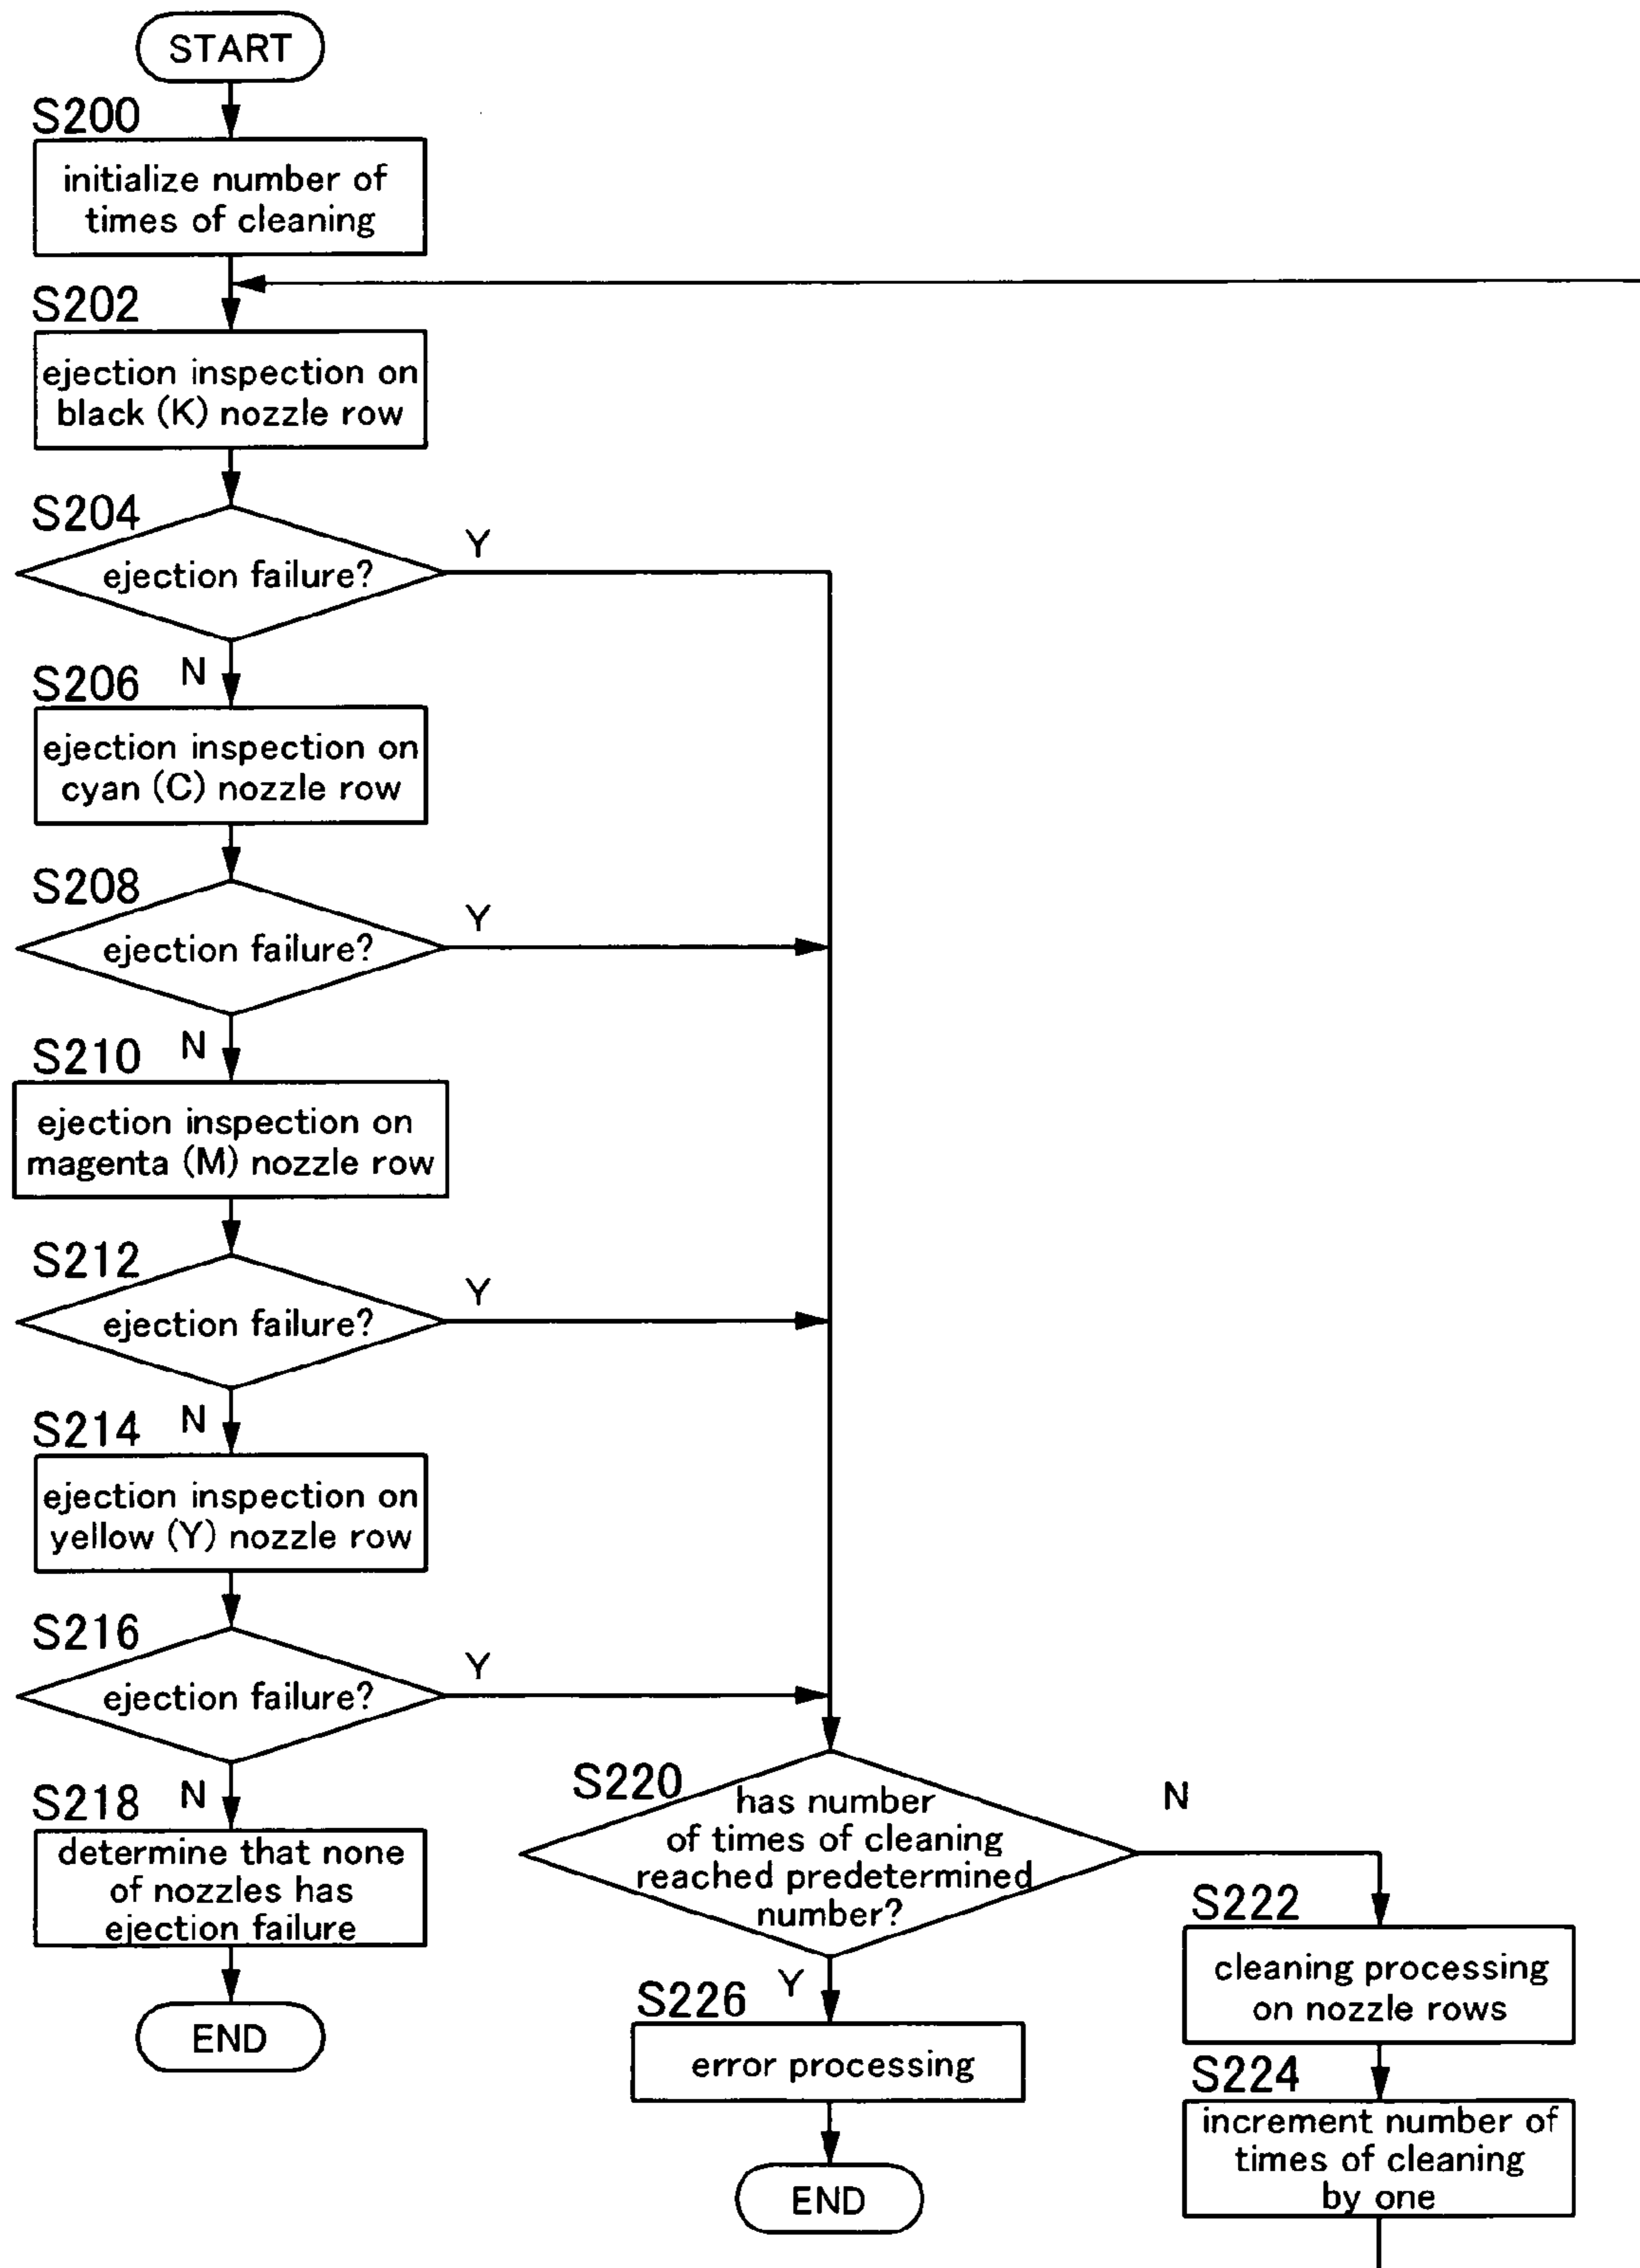 START
S200
initialize number of
times of cleaning
S202
ejection inspection on
black (K) nozzle row
S204
ejection failure?
Y
N
S206
ejection inspection on
cyan (C) nozzle row
S208
ejection failure?
Y
N
S210
ejection inspection on
magenta (M) nozzle row
S212
ejection failure?
Y
N
S214
ejection inspection on
yellow (Y) nozzle row
S216
ejection failure?
Y
N
S218
determine that none
of nozzles has
ejection failure
END
S220
has number
of times of cleaning
reached predetermined
number?
N
Y
S226
error processing
END
S222
cleaning processing
on nozzle rows
S224
increment number of
times of cleaning
by one